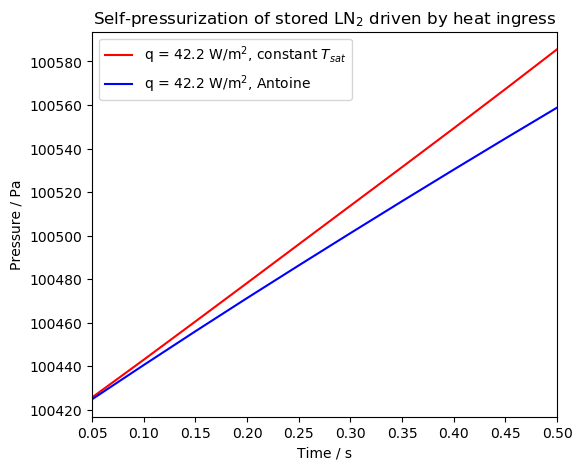 Self-pressurization of stored LN₂ driven by heat ingress
q = 42.2 W/m², constant T_sat
q = 42.2 W/m², Antoine
Pressure / Pa
100580
100560
100540
100520
100500
100480
100460
100440
100420
0.05 0.10 0.15 0.20 0.25 0.30 0.35 0.40 0.45 0.50
Time / s